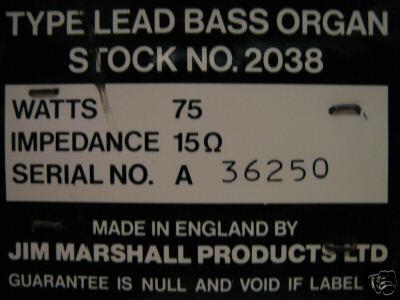 TYPE LEAD BASS ORGAN
STOCK NO. 2038
WATTS 75
IMPEDANCE 15Ω
SERIAL NO. A 36250
MADE IN ENGLAND BY
JIM MARSHALL PRODUCTS LTD
GUARANTEE IS NULL AND VOID IF LABEL